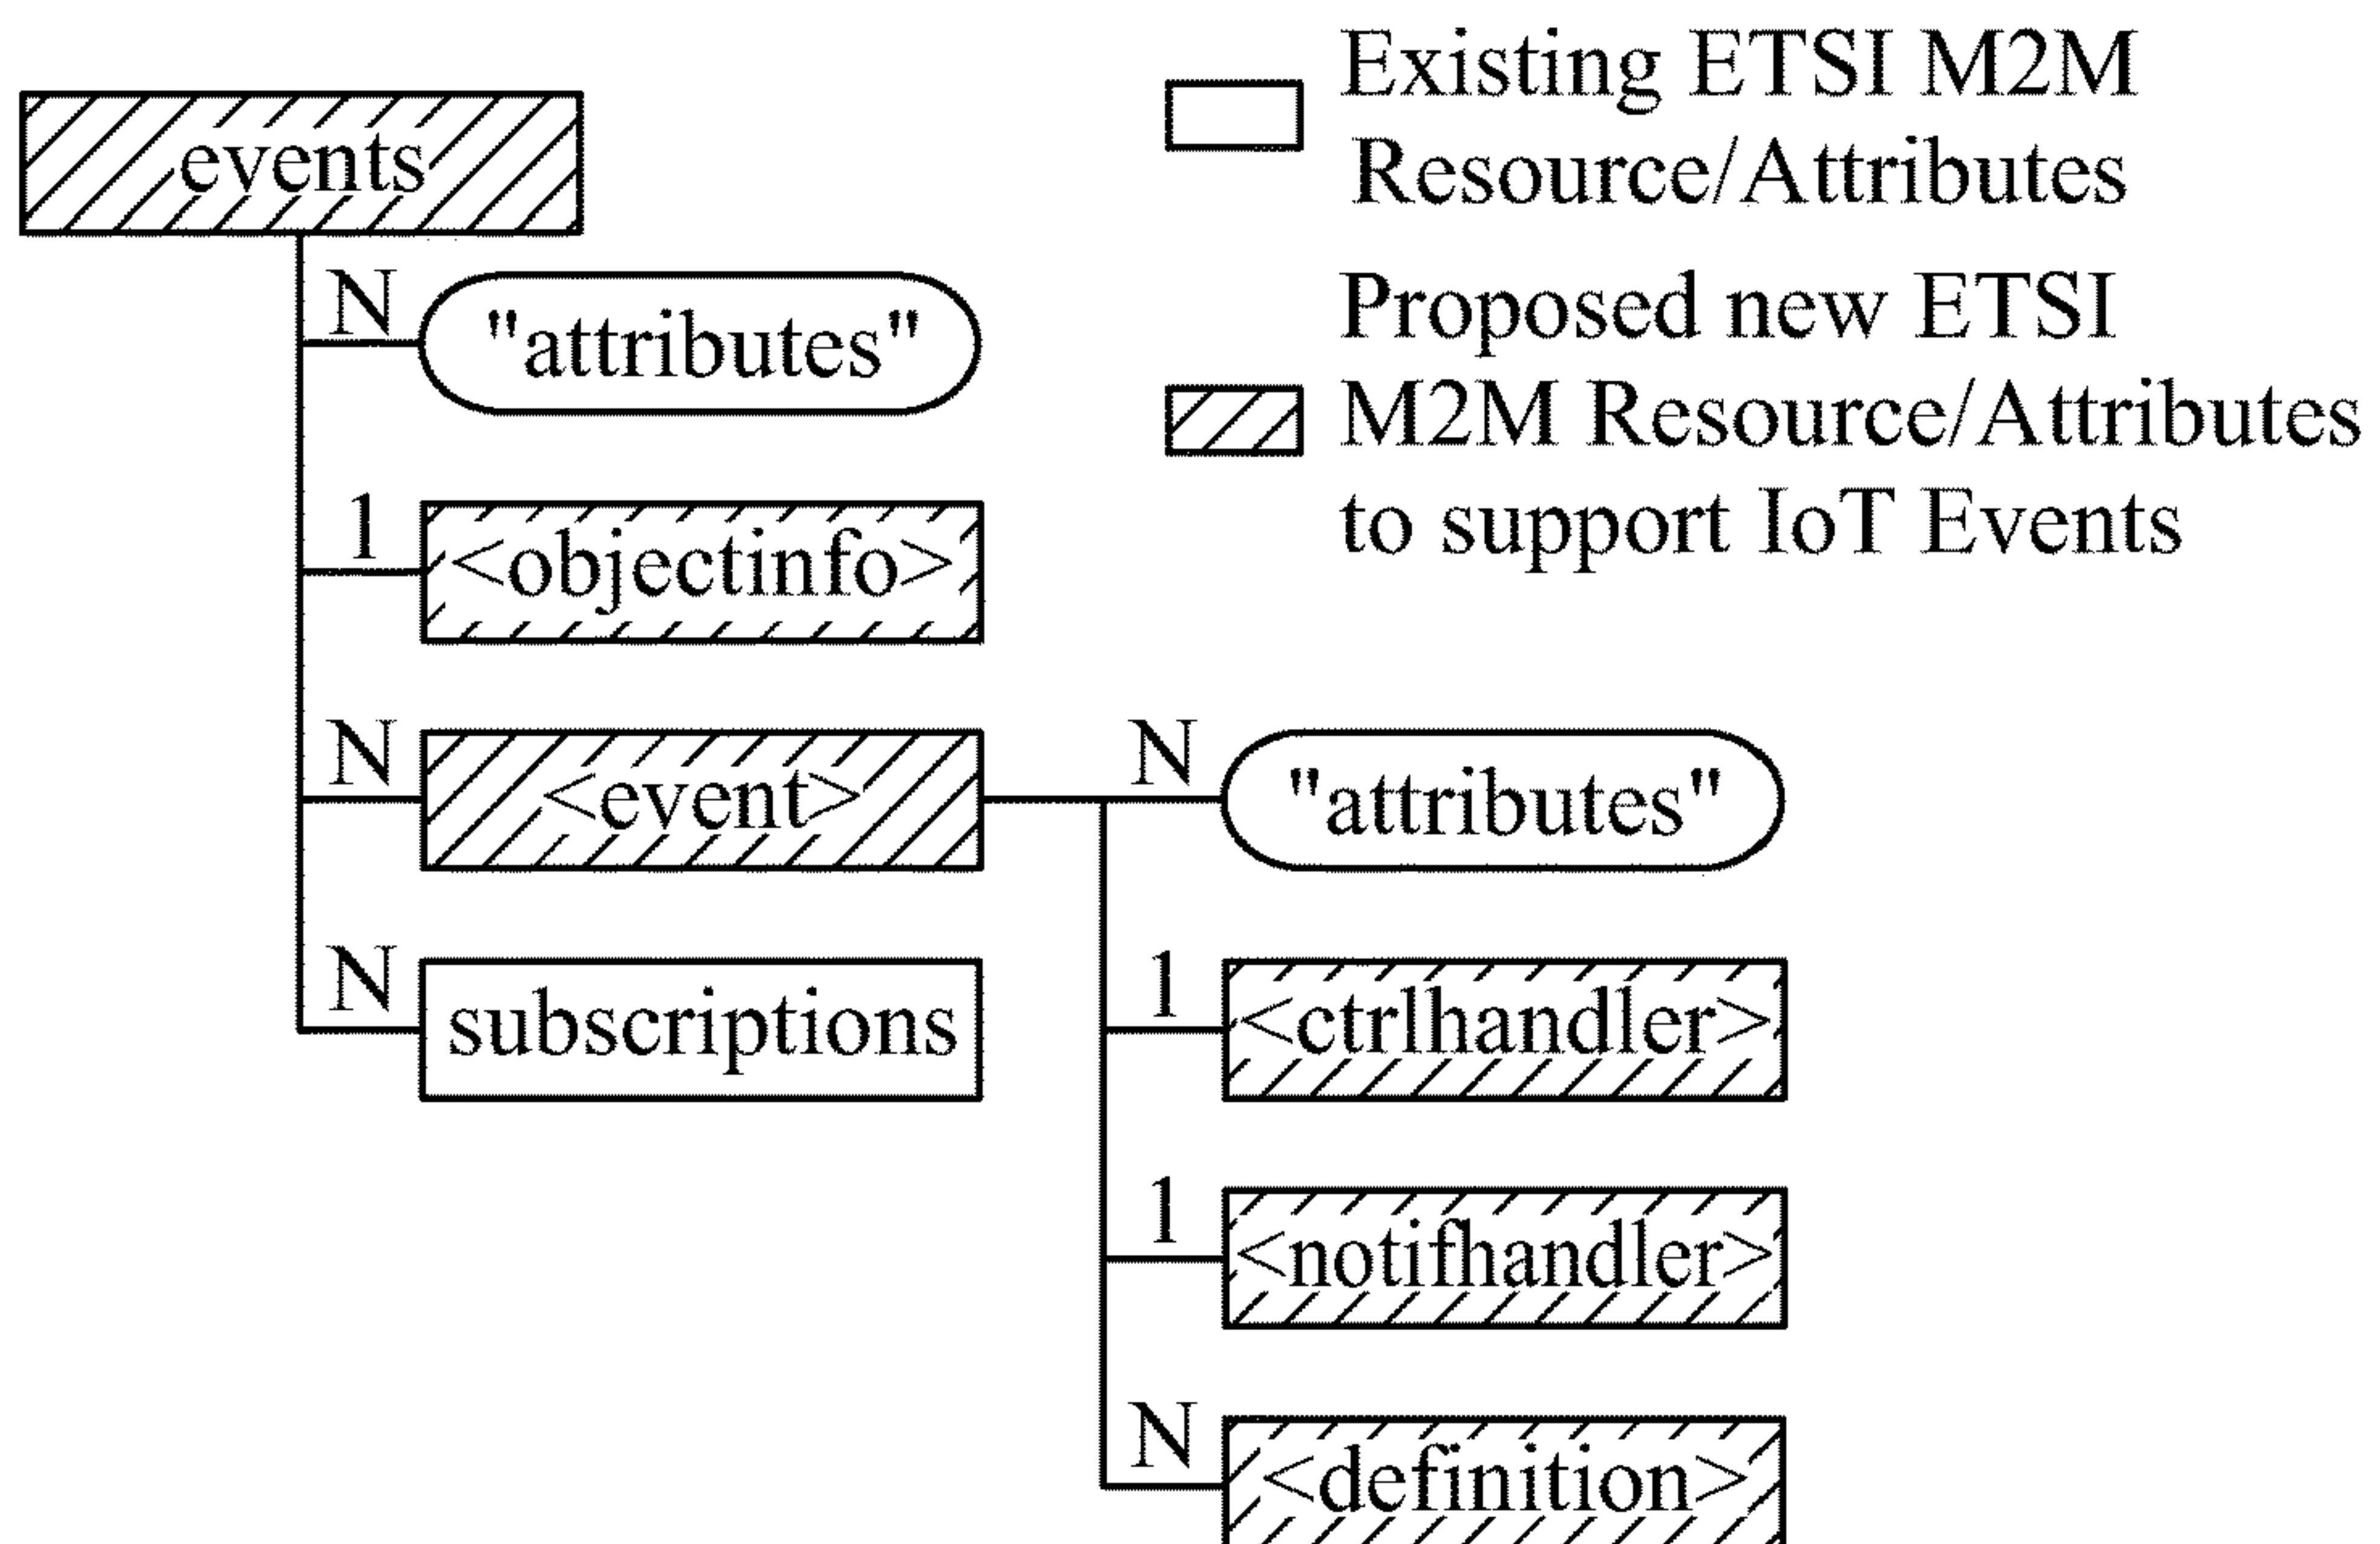 Existing ETSI M2M
Resource/Attributes
Proposed new ETSI
M2M Resource/Attributes
to support IoT Events
events
N
"attributes"
1
<objectinfo>
N
<event>
N
"attributes"
N
subscriptions
1
<ctrlhandler>
1
<notifhandler>
N
<definition>